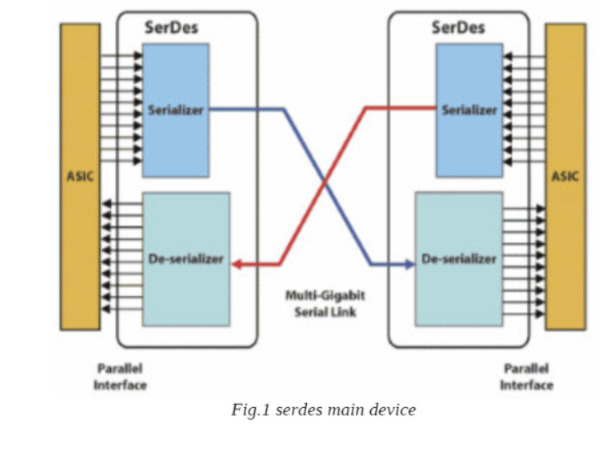 SerDes
SerDes
Serializer
Serializer
ASIC
ASIC
De-serializer
De-serializer
Multi-Gigabit
Serial Link
Parallel
Interface
Parallel
Interface
Fig.1 serdes main device